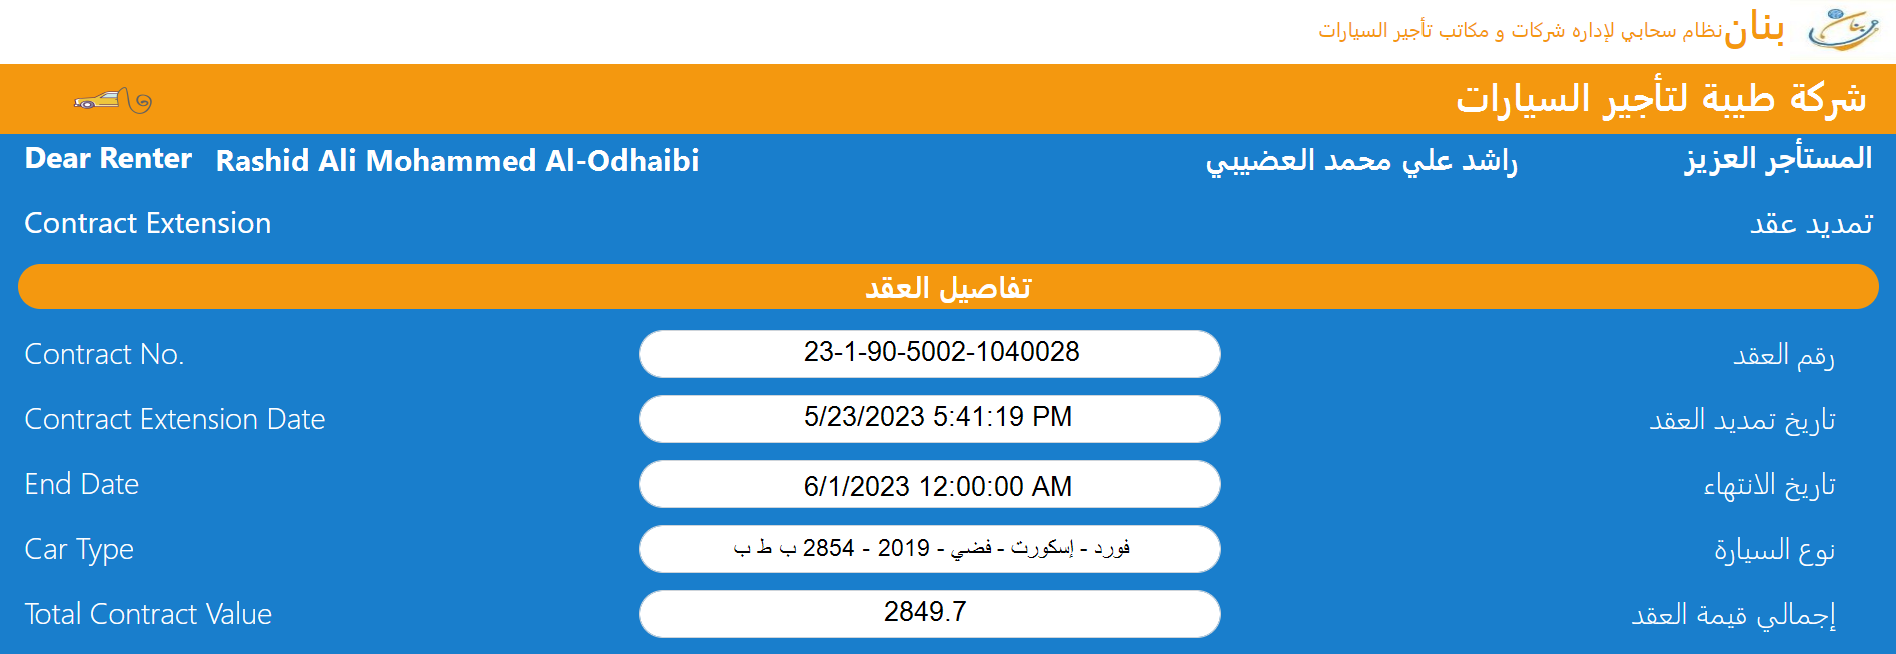 بنان نظام سحابي لإداره شركات و مكاتب تأجير السيارات
شركة طيبة لتأجير السيارات
Dear Renter Rashid Ali Mohammed Al-Odhaibi راشد علي محمد العضيبي المستأجر العزيز
Contract Extension تمديد عقد
تفاصيل العقد
Contract No. 23-1-90-5002-1040028 رقم العقد
Contract Extension Date 5/23/2023 5:41:19 PM تاريخ تمديد العقد
End Date 6/1/2023 12:00:00 AM تاريخ الانتهاء
Car Type فورد - إسكورت - فضي - 2019 - 2854 ب ط ب نوع السيارة
Total Contract Value 2849.7 إجمالي قيمة العقد